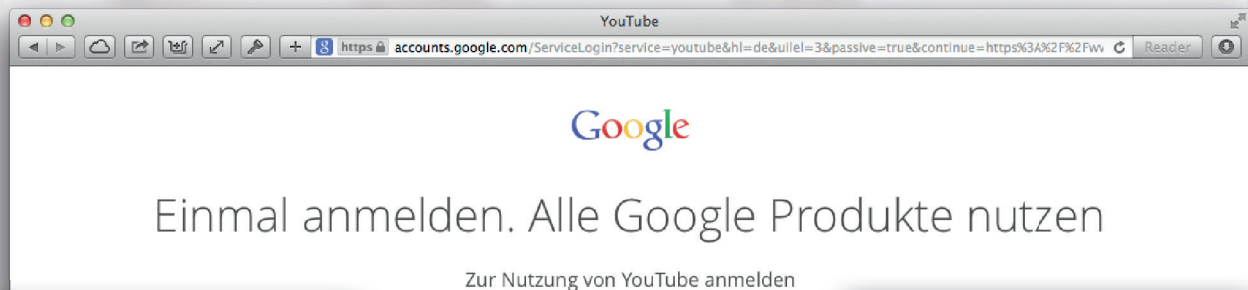 YouTube
8 https accounts.google.com/ServiceLogin?service=youtube&hl=de&uilel=3&passive=true&continue=https%3A%2F%2Fwv Reader
Google
Einmal anmelden. Alle Google Produkte nutzen
Zur Nutzung von YouTube anmelden